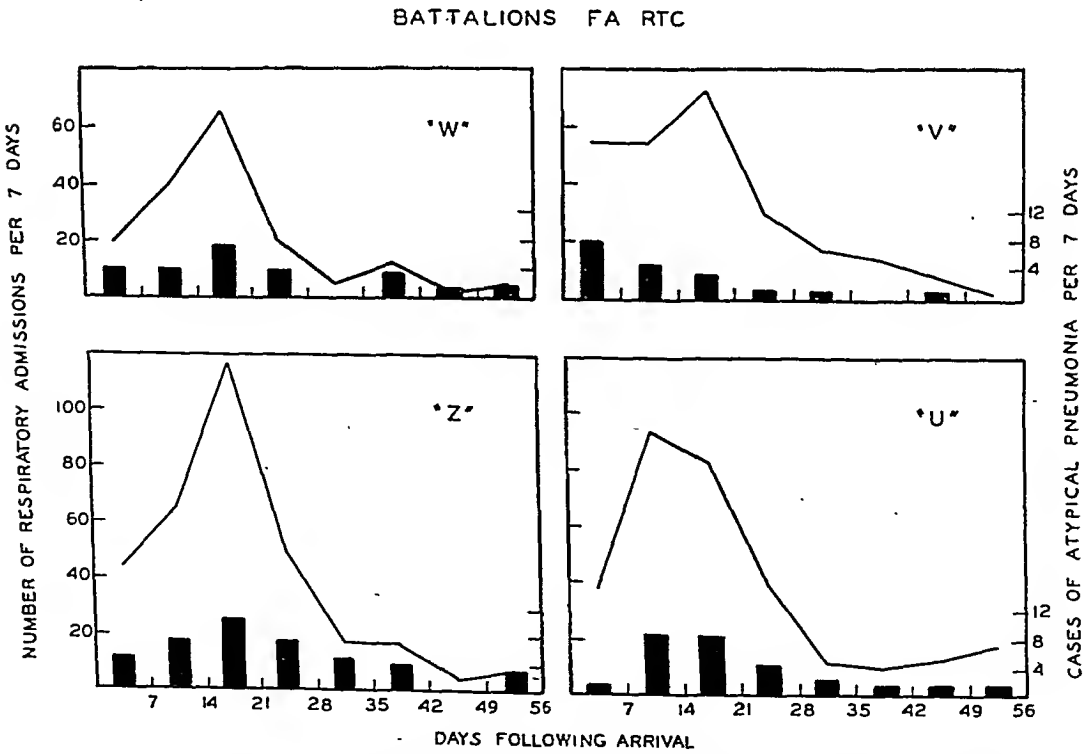 BATTALIONS FA RTC
NUMBER OF RESPIRATORY ADMISSIONS PER 7 DAYS
60
40
20
"W"
"V"
12
8
4
100
80
60
40
20
"Z"
"U"
12
8
4
7 14 21 28 35 42 49 56
7 14 21 28 35 42 49 56
DAYS FOLLOWING ARRIVAL
CASES OF ATYPICAL PNEUMONIA PER 7 DAYS